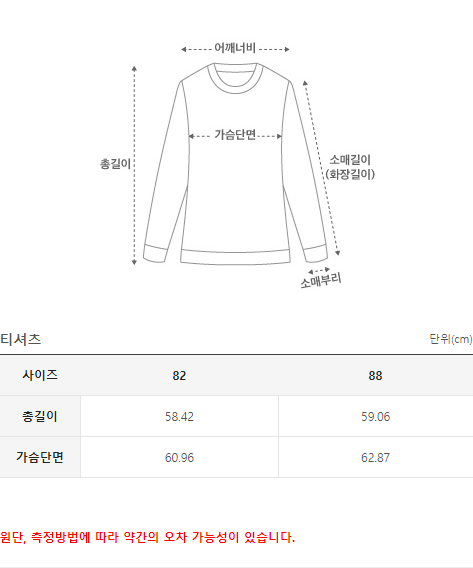 어깨너비
가슴단면
총길이
소매길이
(화장길이)
소매부리
티셔츠 단위(cm)
사이즈 82 88
총길이 58.42 59.06
가슴단면 60.96 62.87
원단, 측정방법에 따라 약간의 오차 가능성이 있습니다.